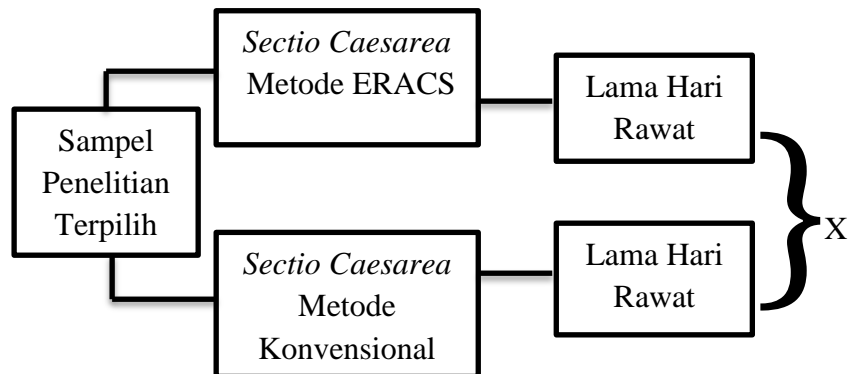 Sampel
Penelitian
Terpilih
Sectio Caesarea
Metode ERACS
Lama Hari
Rawat
Sectio Caesarea
Metode
Konvensional
Lama Hari
Rawat
X